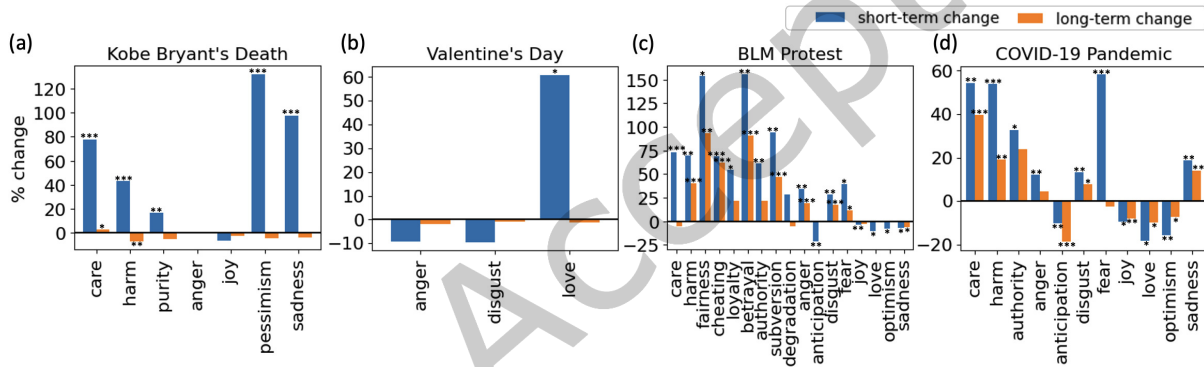 short-term change long-term change
(a) Kobe Bryant's Death
% change
120
100
80
60
40
20
0
*** * *** ** ** *** ***
care harm purity anger joy pessimism sadness
(b) Valentine's Day
60
50
40
30
20
10
0
−10
*
anger disgust love
(c) BLM Protest
150
125
100
75
50
25
0
−25
care harm fairness cheating loyalty betrayal authority subversion degradation anger anticipation disgust fear joy love optimism sadness
(d) COVID-19 Pandemic
60
40
20
0
−20
care harm authority anger anticipation disgust fear joy love optimism sadness
Accept